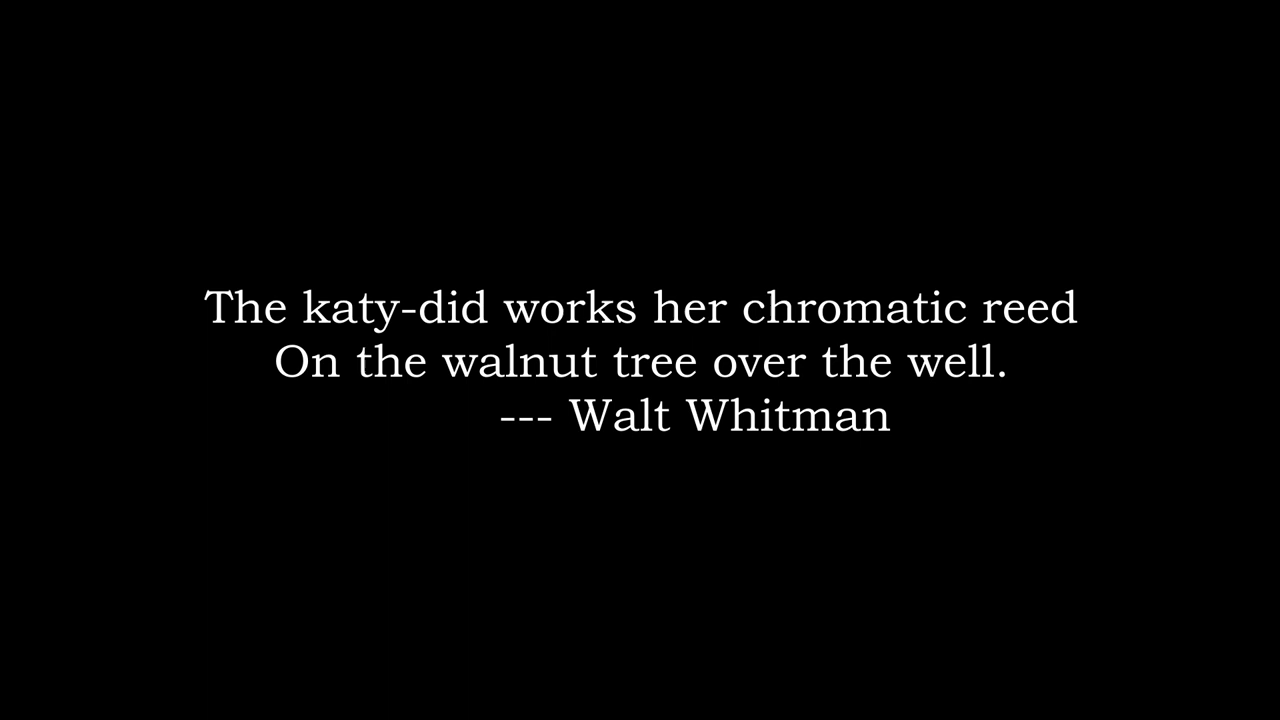 The katy-did works her chromatic reed
On the walnut tree over the well.
--- Walt Whitman